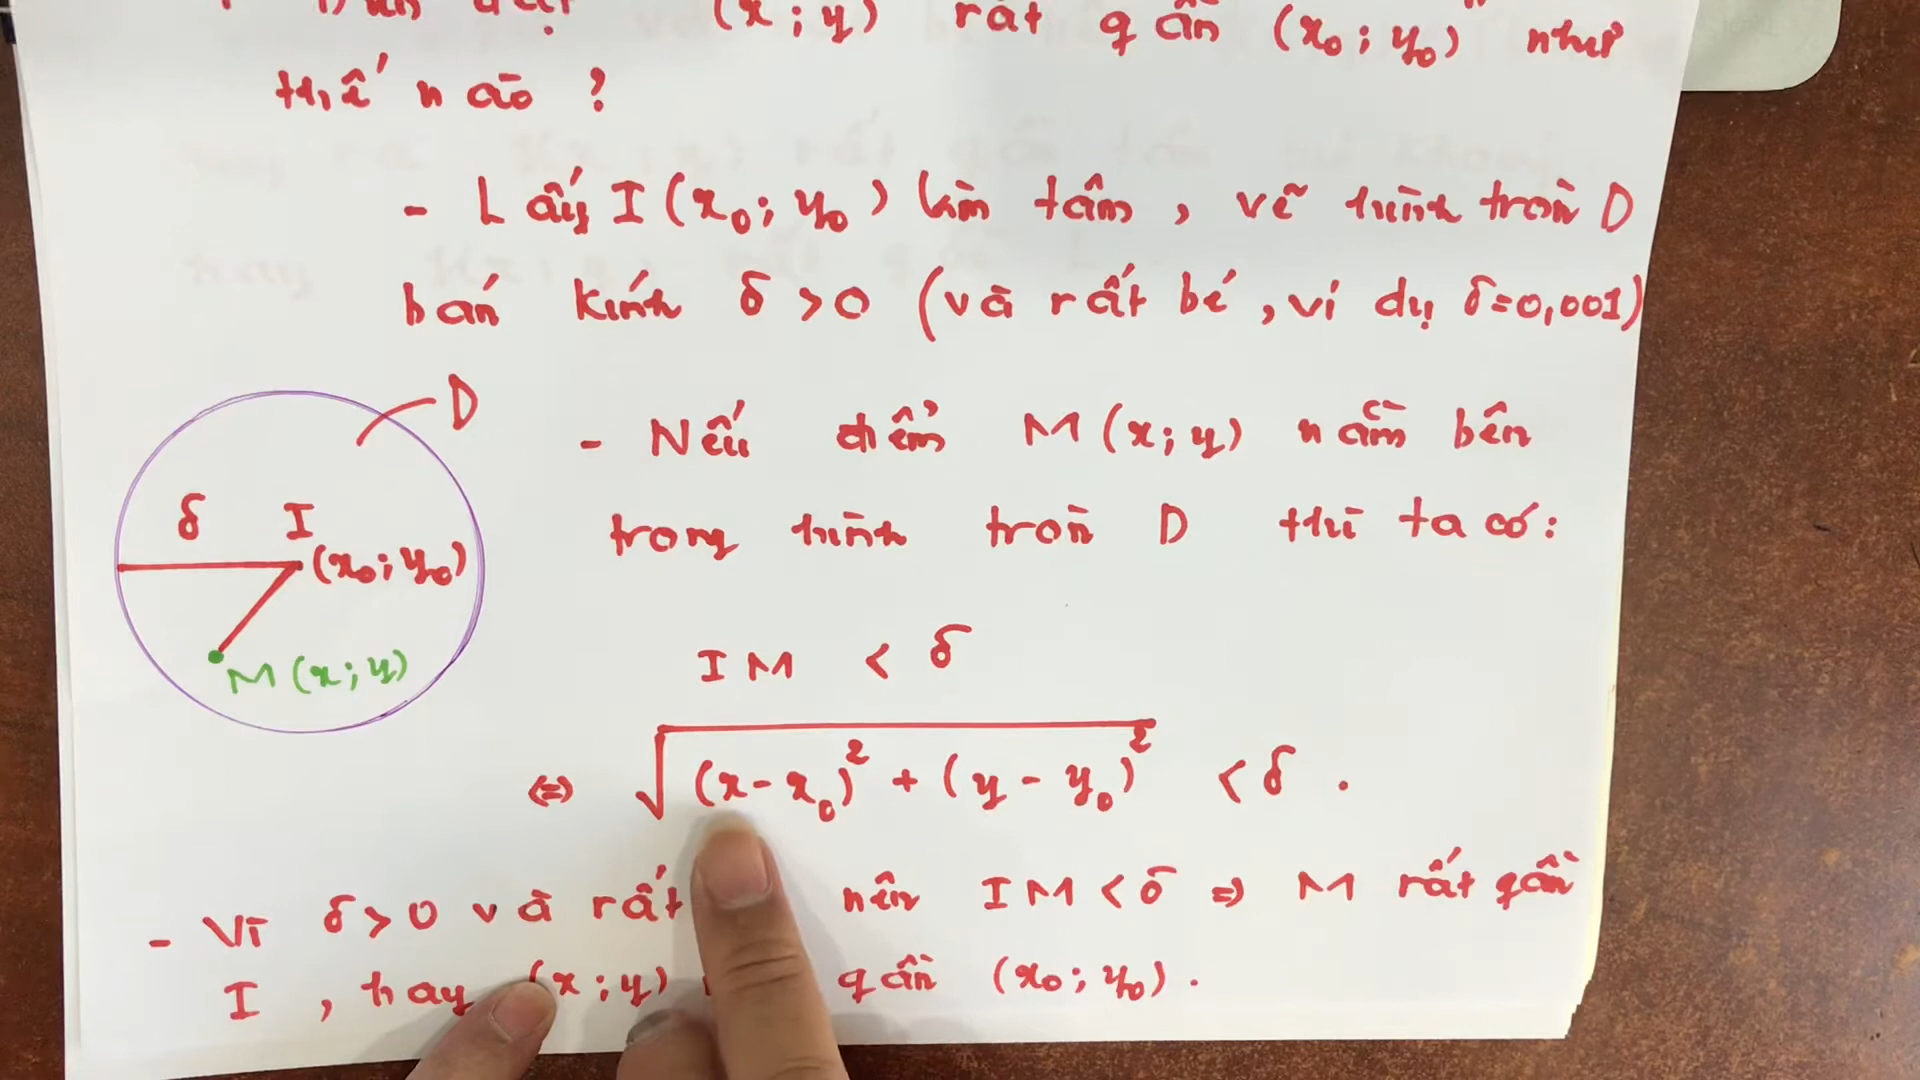 (x; y) rất gần (x₀; y₀)" như
thế nào ?
- Lấy I(x₀; y₀) làm tâm, vẽ hình tròn D
bán kính δ > 0 (và rất bé, ví dụ δ=0,001)
D
- Nếu điểm M(x; y) nằm bên
trong hình tròn D thì ta có:
δ I
(x₀; y₀)
M(x; y)
IM < δ
⇔ √((x-x₀)² + (y - y₀)²) < δ .
- Vì δ > 0 và rất nên IM < δ ⇒ M rất gần
I , hay (x; y) gần (x₀; y₀).